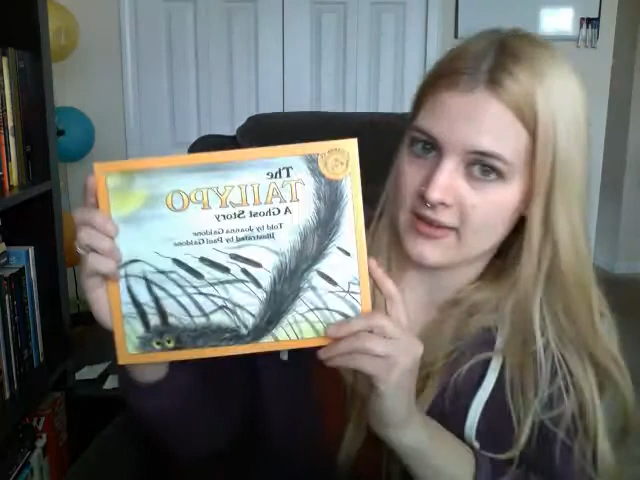 The
TAILYPO
A Ghost Story
Told by Joanna Galdone
Illustrated by Paul Galdone